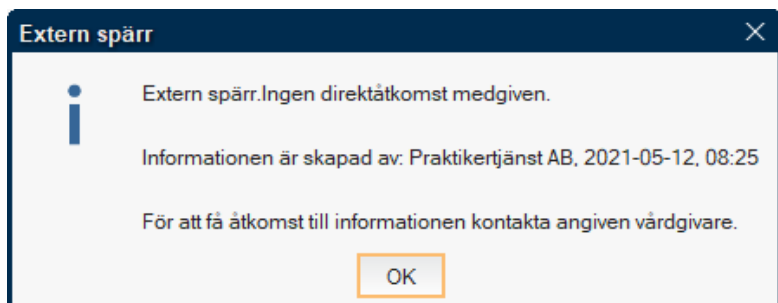 Extern spärr
Extern spärr.Ingen direktåtkomst medgiven.
Informationen är skapad av: Praktikertjänst AB, 2021-05-12, 08:25
För att få åtkomst till informationen kontakta angiven vårdgivare.
OK